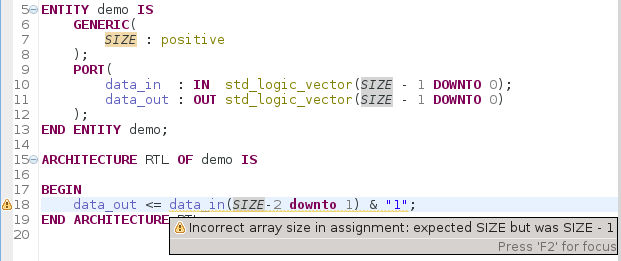 5 ENTITY demo IS
6 GENERIC(
7 SIZE : positive
8 );
9 PORT(
10 data_in : IN std_logic_vector(SIZE - 1 DOWNTO 0);
11 data_out : OUT std_logic_vector(SIZE - 1 DOWNTO 0)
12 );
13 END ENTITY demo;
14
15 ARCHITECTURE RTL OF demo IS
16
17 BEGIN
18 data_out <= data_in(SIZE-2 downto 1) & "1";
19 END ARCHITECTURE
Incorrect array size in assignment: expected SIZE but was SIZE - 1
20
Press 'F2' for focus